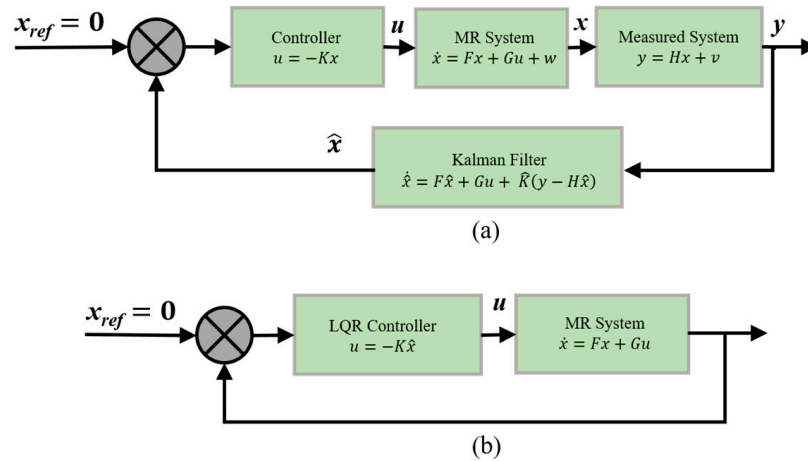 x_ref = 0
Controller
u = −Kx
u
MR System
ẋ = Fx + Gu + w
x
Measured System
y = Hx + v
y
x̂
Kalman Filter
x̂̇ = Fx̂ + Gu + K̂(y − Hx̂)
(a)
x_ref = 0
LQR Controller
u = −Kx̂
u
MR System
ẋ = Fx + Gu
(b)